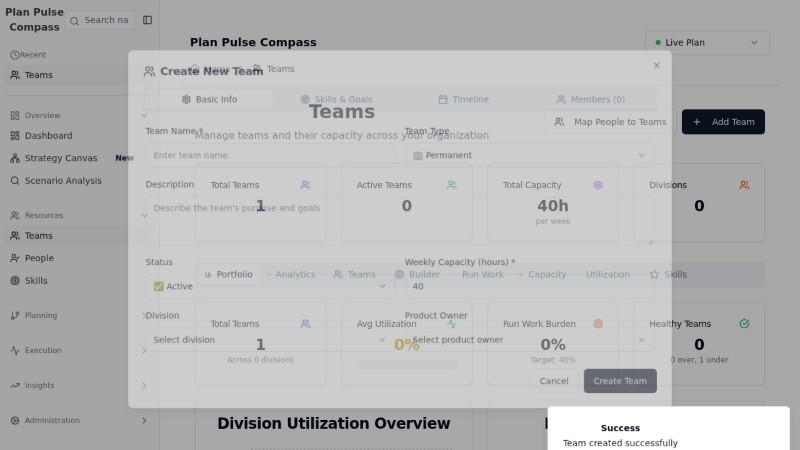 Plan Pulse
Compass
Search na
Recent
Teams
Overview
Dashboard
Strategy Canvas New
Scenario Analysis
Resources
Teams
People
Skills
Planning
Execution
Insights
Administration
Plan Pulse Compass
Live Plan
Teams
Teams
Manage teams and their capacity across your organization
Map People to Teams
Add Team
Total Teams
1
Active Teams
0
Total Capacity
40h
per week
Divisions
0
Portfolio Analytics Teams Builder Run Work Capacity Utilization Skills
Total Teams
1
Across 0 divisions
Avg Utilization
0%
Run Work Burden
0%
Target: 40%
Healthy Teams
0
0 over, 1 under
Division Utilization Overview
Create New Team
Basic Info Skills & Goals Timeline Members (0)
Team Name *
Enter team name
Team Type
Permanent
Description
Describe the team's purpose and goals
Status
Active
Weekly Capacity (hours) *
40
Division
Select division
Product Owner
Select product owner
Cancel
Create Team
Success
Team created successfully